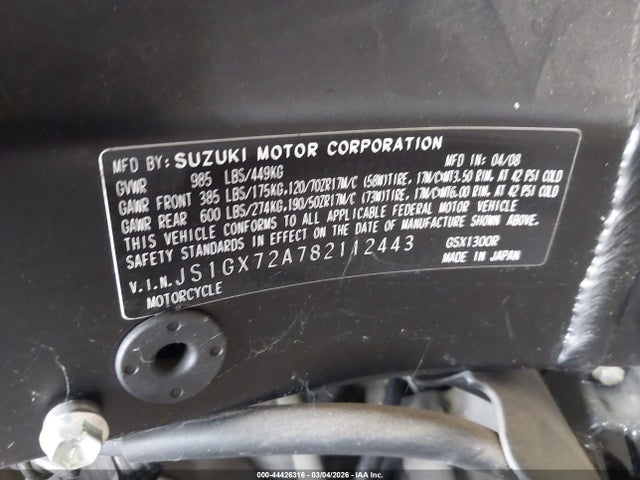 MFD BY: SUZUKI MOTOR CORPORATION MFD IN: 04/08
GVWR 985 LBS/449KG
GAWR FRONT 385 LBS/175KG.120/70ZR17M/C (58W)TIRE, 17M/C×MT3.50 RIM, AT 42 PSI COLD
GAWR REAR 600 LBS/274KG.190/50ZR17M/C (73W)TIRE, 17M/C×MT6.00 RIM, AT 42 PSI COLD
THIS VEHICLE CONFORMS TO ALL APPLICABLE FEDERAL MOTOR VEHICLE
SAFETY STANDARDS IN EFFECT ON THE DATE OF MANUFACTURE SHOWN ABOVE.
V.I.N.JS1GX72A782112443 GSX1300R
MOTORCYCLE MADE IN JAPAN
000-44426316 - 03/04/2026 - IAA Inc.